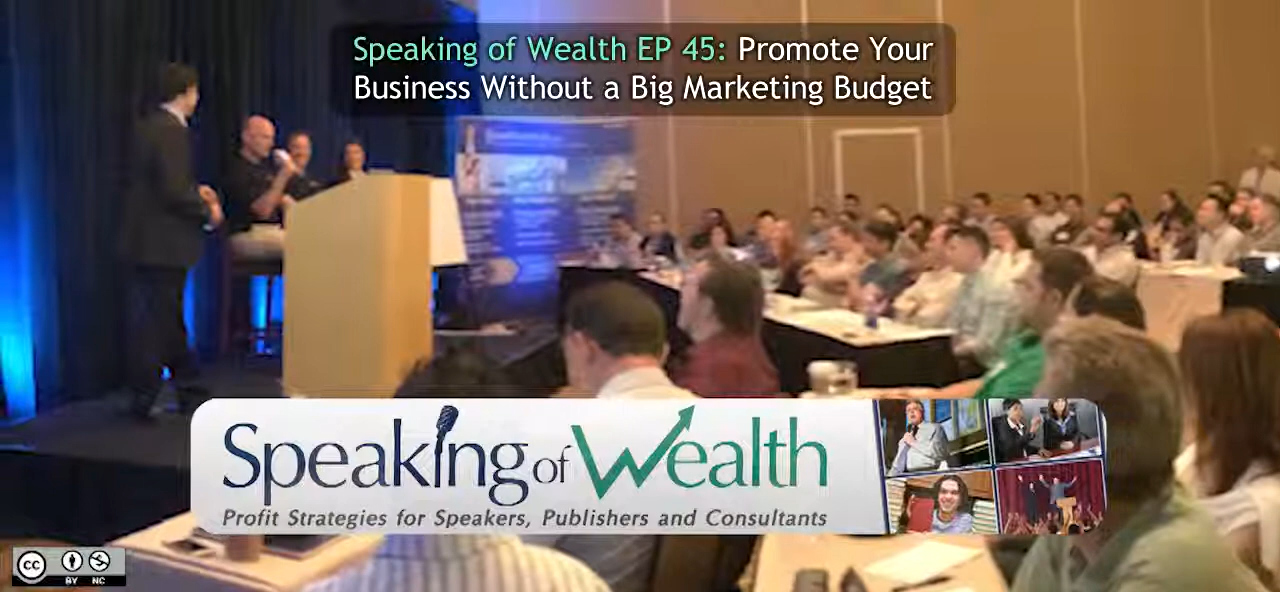 Speaking of Wealth EP 45: Promote Your
Business Without a Big Marketing Budget
Speaking of Wealth
Profit Strategies for Speakers, Publishers and Consultants
cc
BY NC